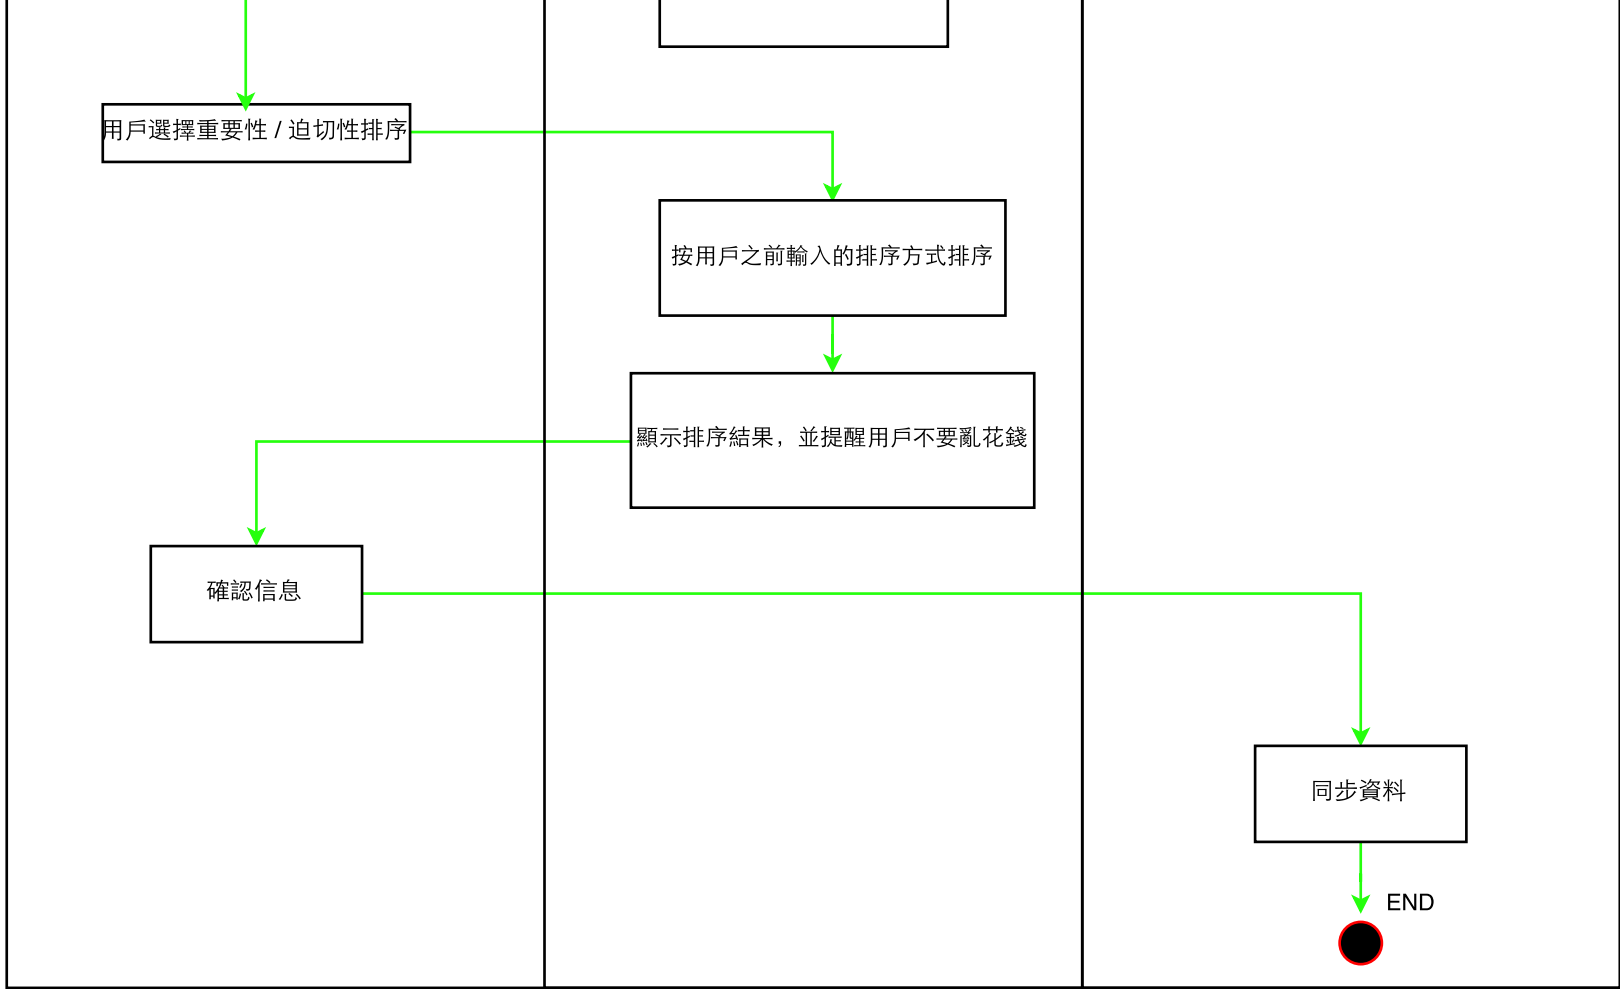 用戶選擇重要性 / 迫切性排序
按用戶之前輸入的排序方式排序
顯示排序結果，並提醒用戶不要亂花錢
確認信息
同步資料
END